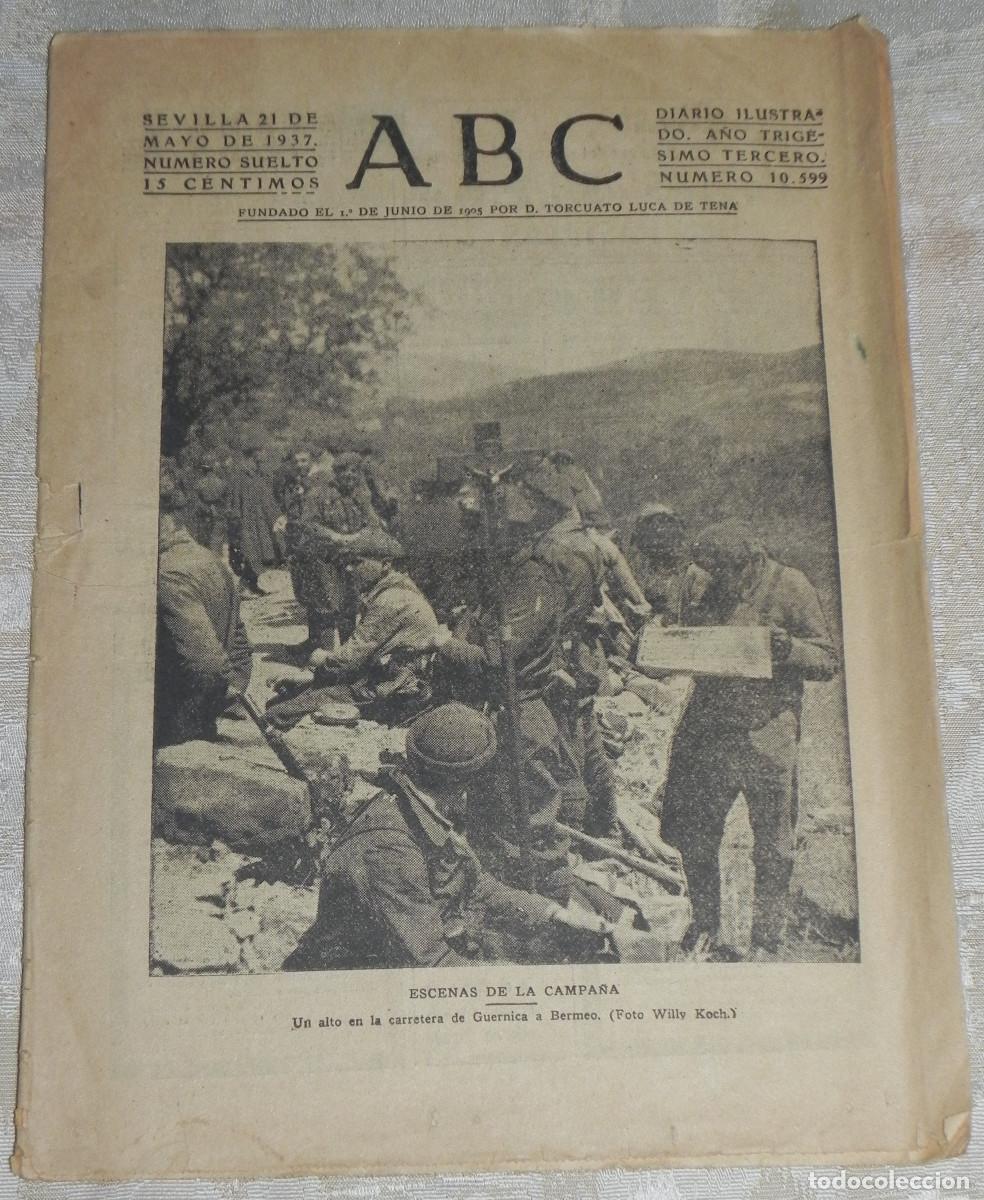 SEVILLA 21 DE
MAYO DE 1937.
NUMERO SUELTO
15 CENTIMOS
ABC
DIARIO ILUSTRA-
DO. AÑO TRIGE-
SIMO TERCERO.
NUMERO 10.599
FUNDADO EL 1.º DE JUNIO DE 1905 POR D. TORCUATO LUCA DE TENA
ESCENAS DE LA CAMPAÑA
Un alto en la carretera de Guernica a Bermeo. (Foto Willy Koch.)
todocoleccion